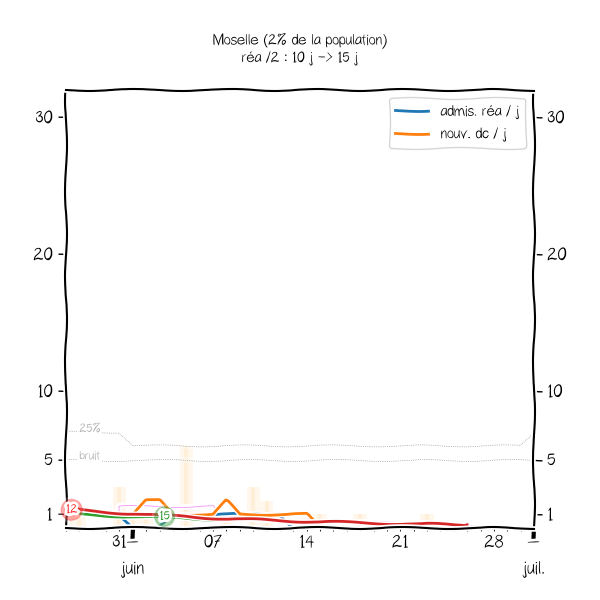 Moselle (2% de la population)
réa /2 : 10 j -> 15 j
admis. réa / j
nouv. dc / j
30
30
20
20
10
10
25%
bruit
5
5
12
15
1
1
31
07
14
21
28
juin
juil.